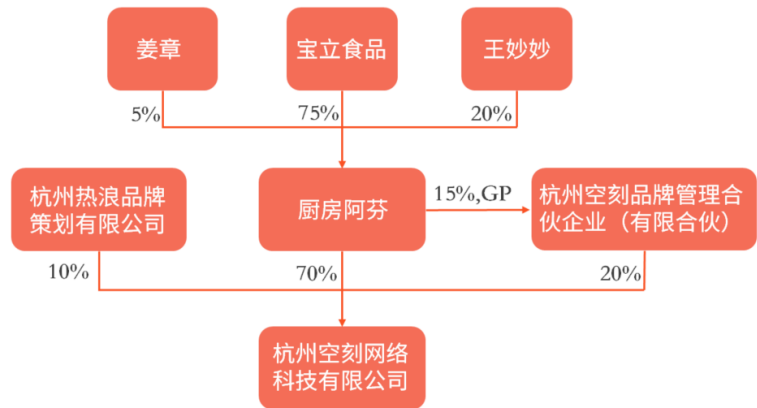 姜章
宝立食品
王妙妙
5%
75%
20%
杭州热浪品牌
策划有限公司
厨房阿芬
15%,GP
杭州空刻品牌管理合
伙企业（有限合伙）
10%
70%
20%
杭州空刻网络
科技有限公司